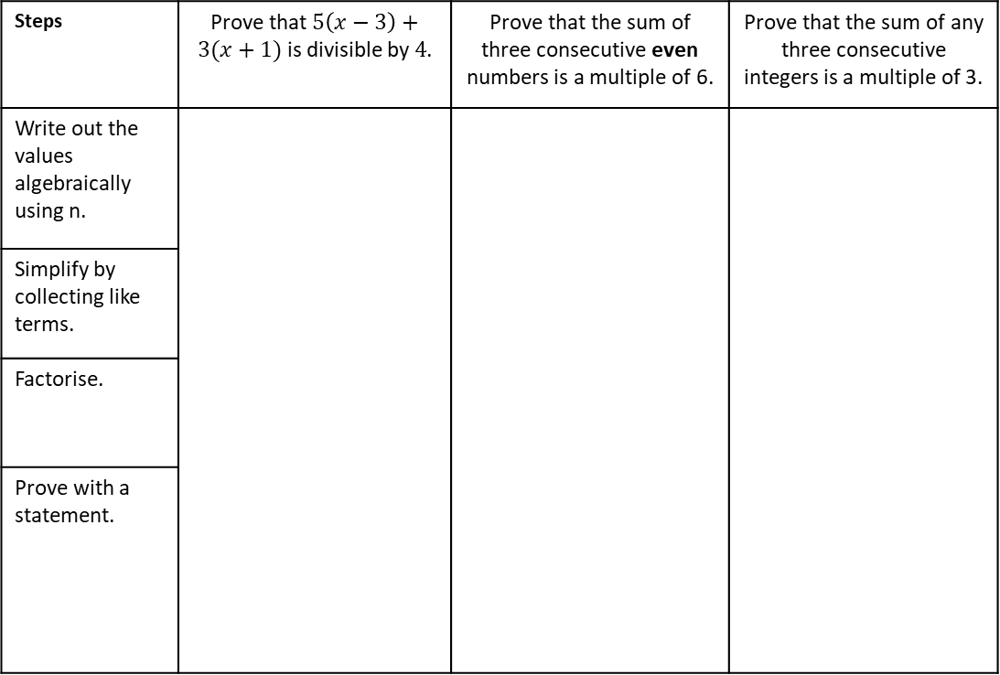 Steps
Prove that 5(x − 3) +
3(x + 1) is divisible by 4.
Prove that the sum of
three consecutive even
numbers is a multiple of 6.
Prove that the sum of any
three consecutive
integers is a multiple of 3.
Write out the
values
algebraically
using n.
Simplify by
collecting like
terms.
Factorise.
Prove with a
statement.